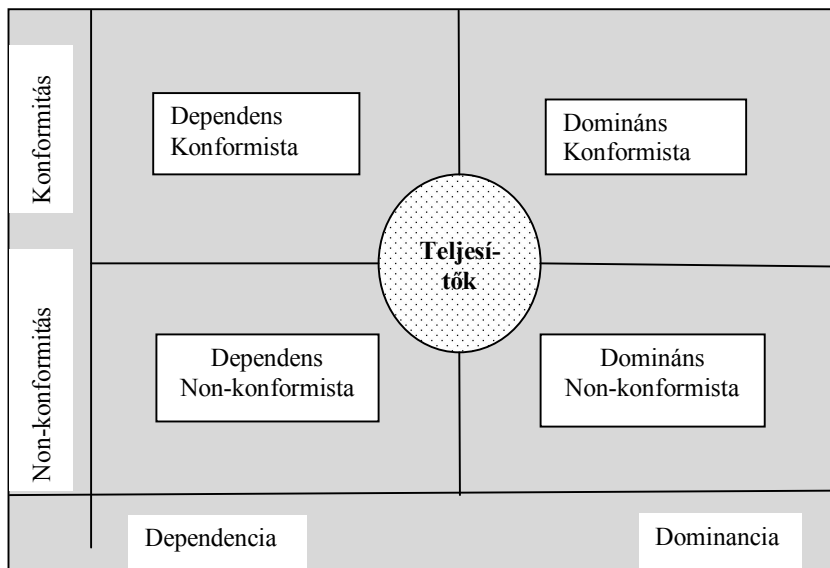 Konformitás
Dependens
Konformista
Domináns
Konformista
Teljesí-
tők
Non-konformitás
Dependens
Non-konformista
Domináns
Non-konformista
Dependencia
Dominancia